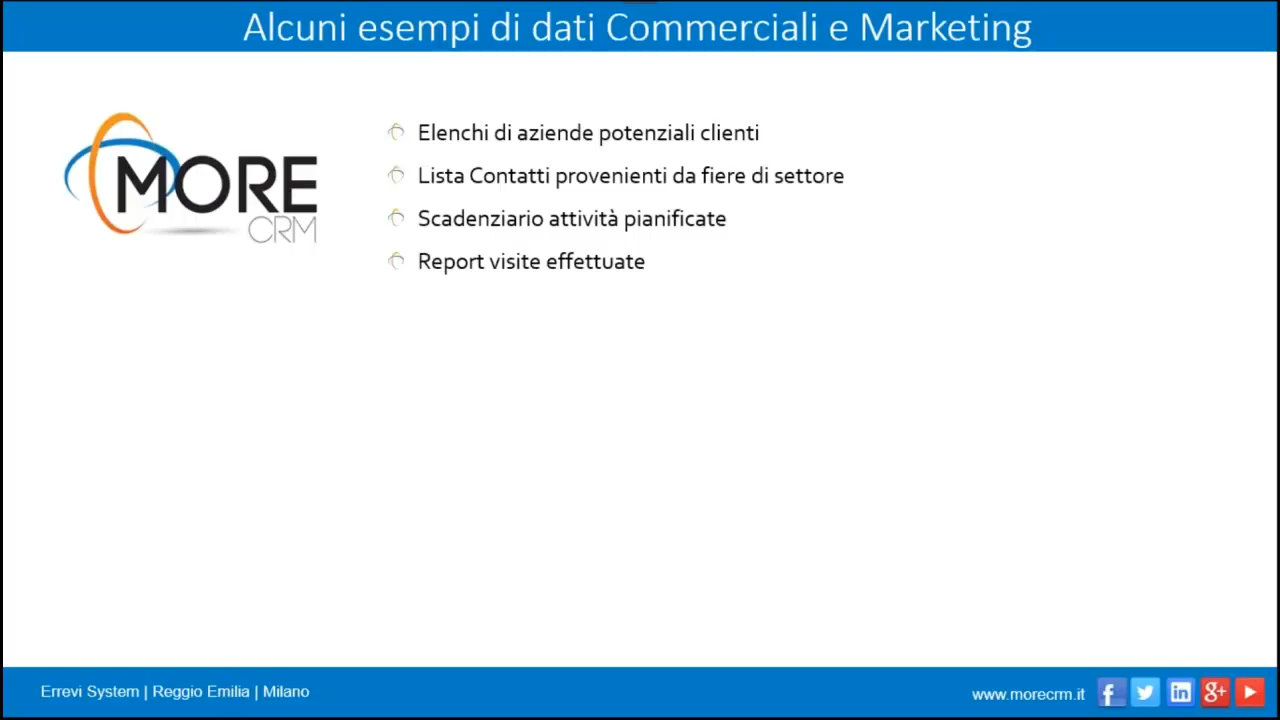 Alcuni esempi di dati Commerciali e Marketing
MORE
CRM
Elenchi di aziende potenziali clienti
Lista Contatti provenienti da fiere di settore
Scadenziario attività pianificate
Report visite effettuate
Errevi System | Reggio Emilia | Milano
www.morecrm.it